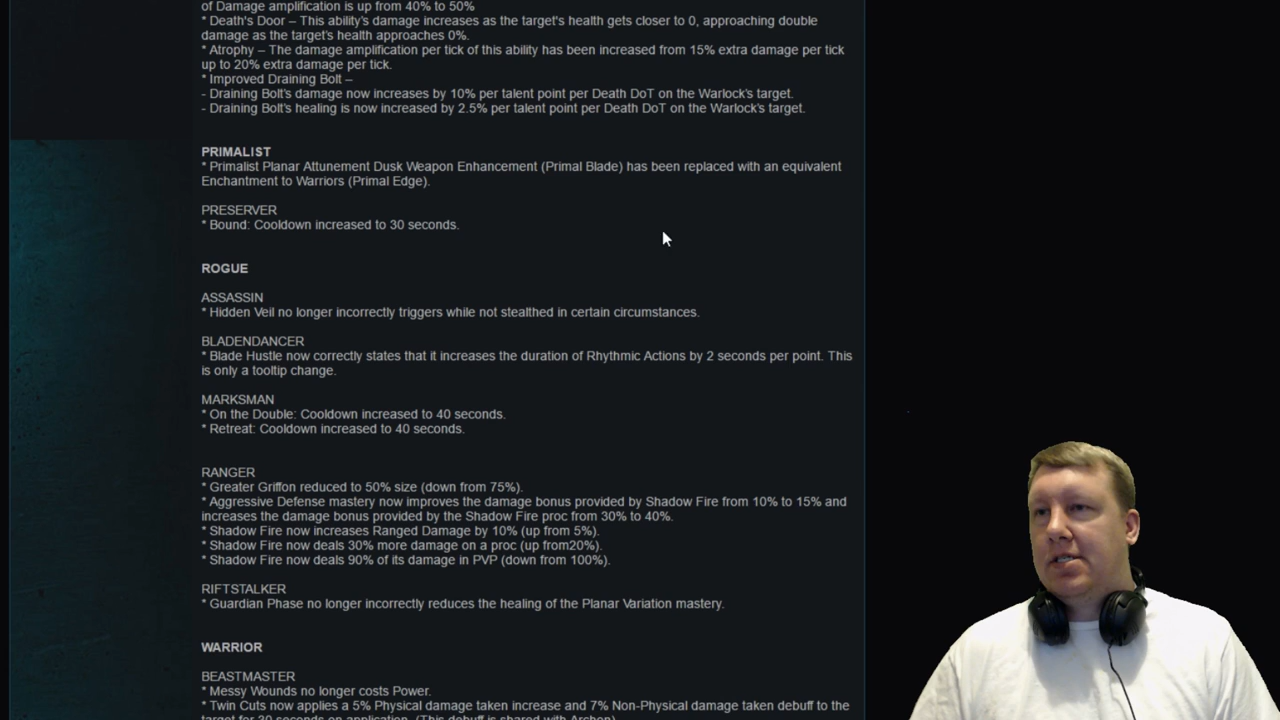 of Damage amplification is up from 40% to 50%
* Death's Door – This ability's damage increases as the target's health gets closer to 0, approaching double
damage as the target's health approaches 0%.
* Atrophy – The damage amplification per tick of this ability has been increased from 15% extra damage per tick
up to 20% extra damage per tick.
* Improved Draining Bolt –
- Draining Bolt's damage now increases by 10% per talent point per Death DoT on the Warlock's target.
- Draining Bolt's healing is now increased by 2.5% per talent point per Death DoT on the Warlock's target.
PRIMALIST
* Primalist Planar Attunement Dusk Weapon Enhancement (Primal Blade) has been replaced with an equivalent
Enchantment to Warriors (Primal Edge).
PRESERVER
* Bound: Cooldown increased to 30 seconds.
ROGUE
ASSASSIN
* Hidden Veil no longer incorrectly triggers while not stealthed in certain circumstances.
BLADENDANCER
* Blade Hustle now correctly states that it increases the duration of Rhythmic Actions by 2 seconds per point. This
is only a tooltip change.
MARKSMAN
* On the Double: Cooldown increased to 40 seconds.
* Retreat: Cooldown increased to 40 seconds.
RANGER
* Greater Griffon reduced to 50% size (down from 75%).
* Aggressive Defense mastery now improves the damage bonus provided by Shadow Fire from 10% to 15% and
increases the damage bonus provided by the Shadow Fire proc from 30% to 40%.
* Shadow Fire now increases Ranged Damage by 10% (up from 5%).
* Shadow Fire now deals 30% more damage on a proc (up from20%).
* Shadow Fire now deals 90% of its damage in PVP (down from 100%).
RIFTSTALKER
* Guardian Phase no longer incorrectly reduces the healing of the Planar Variation mastery.
WARRIOR
BEASTMASTER
* Messy Wounds no longer costs Power.
* Twin Cuts now applies a 5% Physical damage taken increase and 7% Non-Physical damage taken debuff to the
target for 30 seconds on application. (This debuff is shared with Archon)